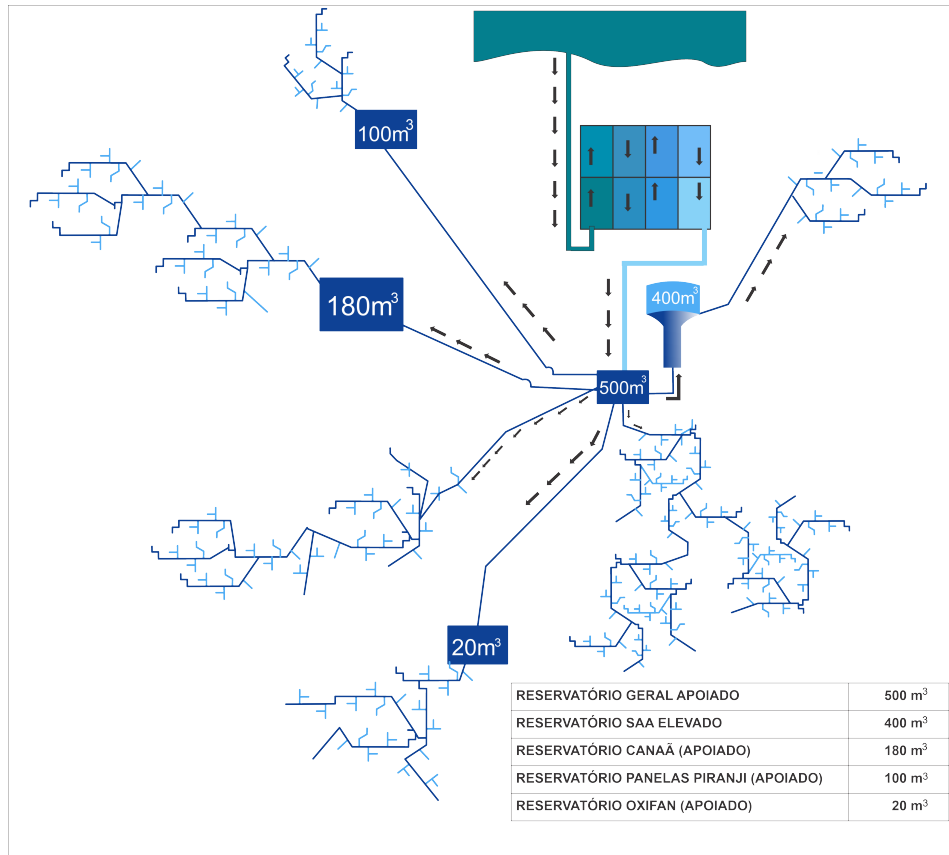 100m³
180m³
400m³
500m³
20m³
RESERVATÓRIO GERAL APOIADO 500 m³
RESERVATÓRIO SAA ELEVADO 400 m³
RESERVATÓRIO CANAÃ (APOIADO) 180 m³
RESERVATÓRIO PANELAS PIRANJI (APOIADO) 100 m³
RESERVATÓRIO OXIFAN (APOIADO) 20 m³